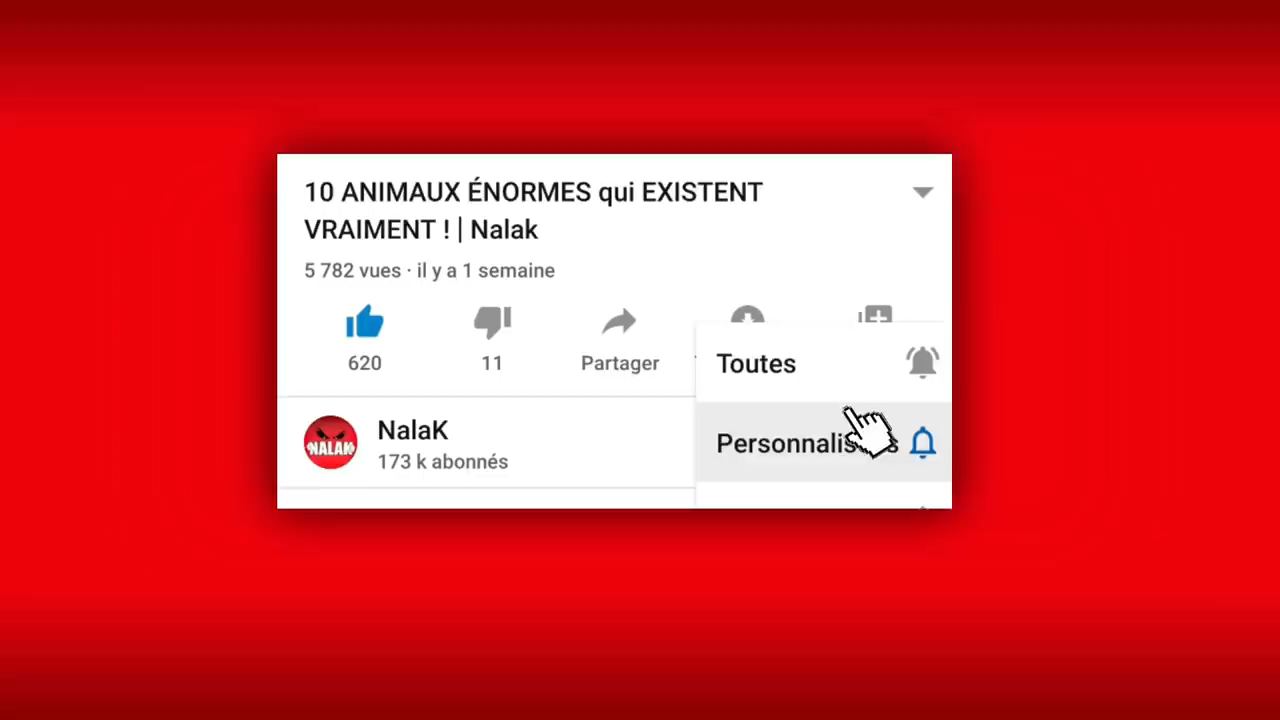 10 ANIMAUX ÉNORMES qui EXISTENT
VRAIMENT ! | Nalak
5 782 vues · il y a 1 semaine
620
11
Partager
Toutes
NALAK
NalaK
173 k abonnés